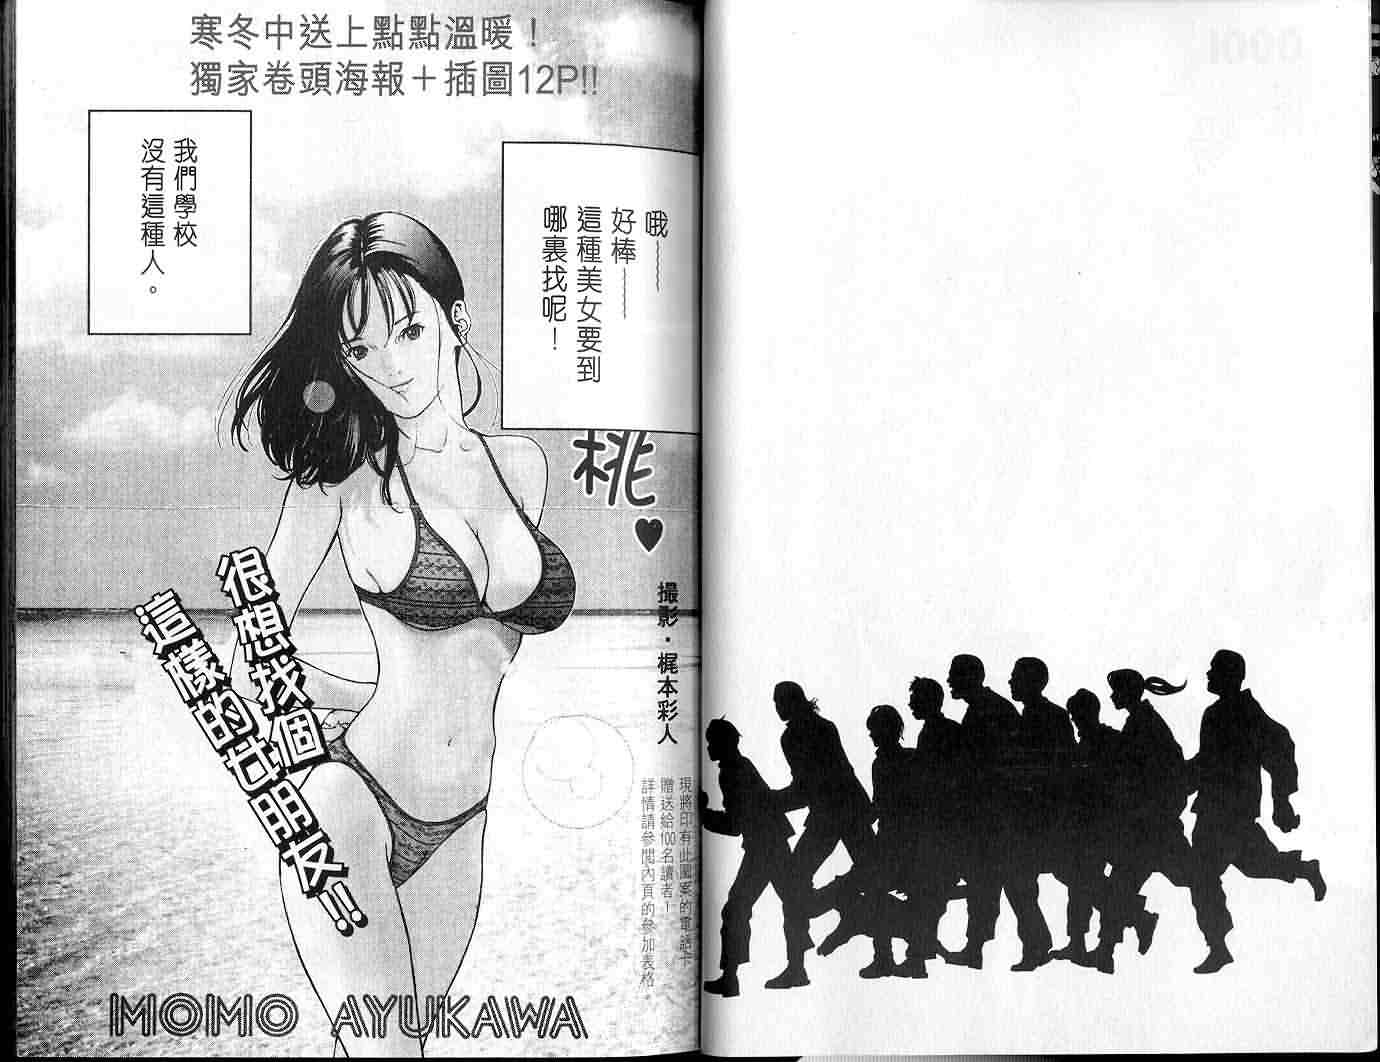 寒冬中送上點點溫暖！
獨家卷頭海報＋插圖12P!!
哦——
好棒——
這種美女要到
哪裏找呢！
我們學校
沒有這種人。
桃♥
撮影・梶本彩人
現將印有此圖案的電話卡
贈送給100名讀者！
詳情請參閱內頁的參加表格。
很想找個
這樣的女朋友!!!
MOMO AYUKAWA